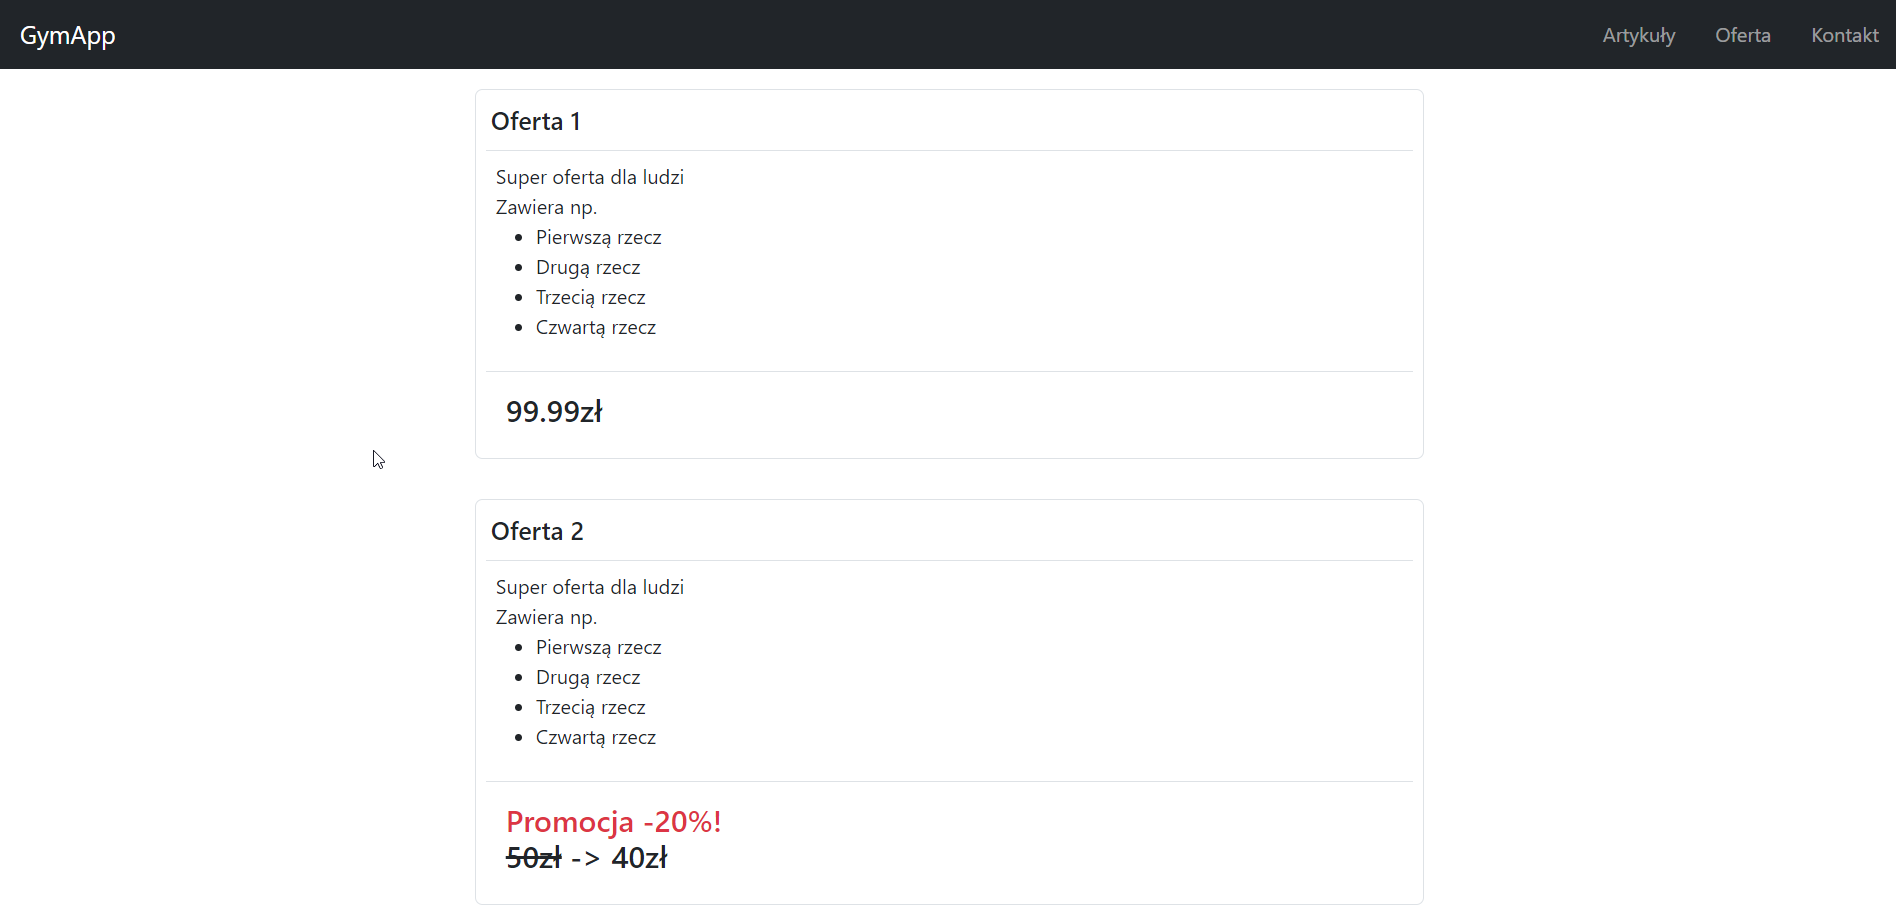 GymApp Artykuły Oferta Kontakt
Oferta 1
Super oferta dla ludzi
Zawiera np.
Pierwszą rzecz
Drugą rzecz
Trzecią rzecz
Czwartą rzecz
99.99zł
Oferta 2
Super oferta dla ludzi
Zawiera np.
Pierwszą rzecz
Drugą rzecz
Trzecią rzecz
Czwartą rzecz
Promocja -20%!
50zł -> 40zł